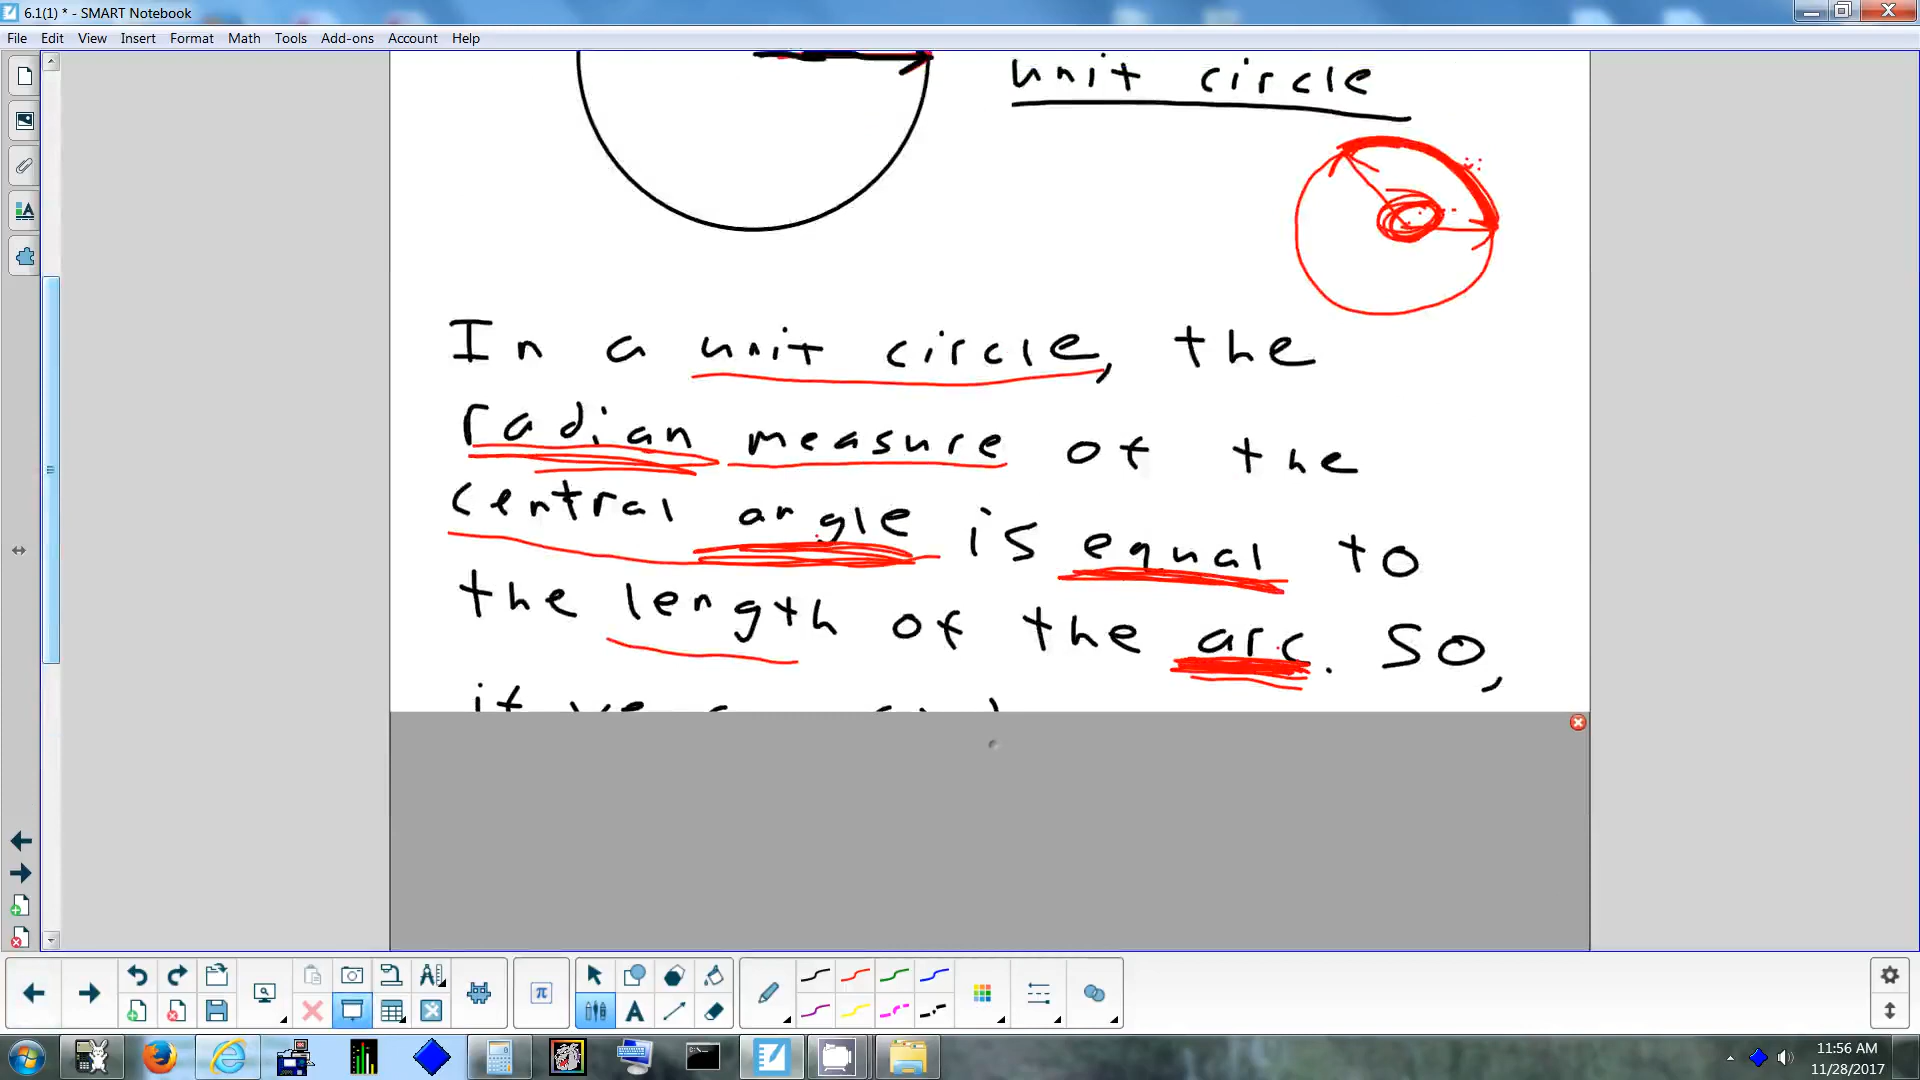 6.1(1) * - SMART Notebook
File Edit View Insert Format Math Tools Add-ons Account Help
unit circle
In a unit circle, the
radian measure of the
central angle is equal to
the length of the arc. So,
π
A
11:56 AM
11/28/2017